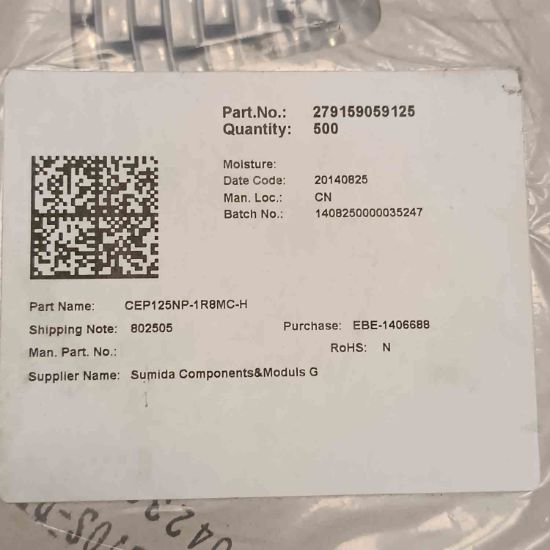 Part.No.: 279159059125
Quantity: 500
Moisture:
Date Code: 20140825
Man. Loc.: CN
Batch No.: 1408250000035247
Part Name: CEP125NP-1R8MC-H
Shipping Note: 802505 Purchase: EBE-1406688
Man. Part. No.: RoHS: N
Supplier Name: Sumida Components&Moduls G